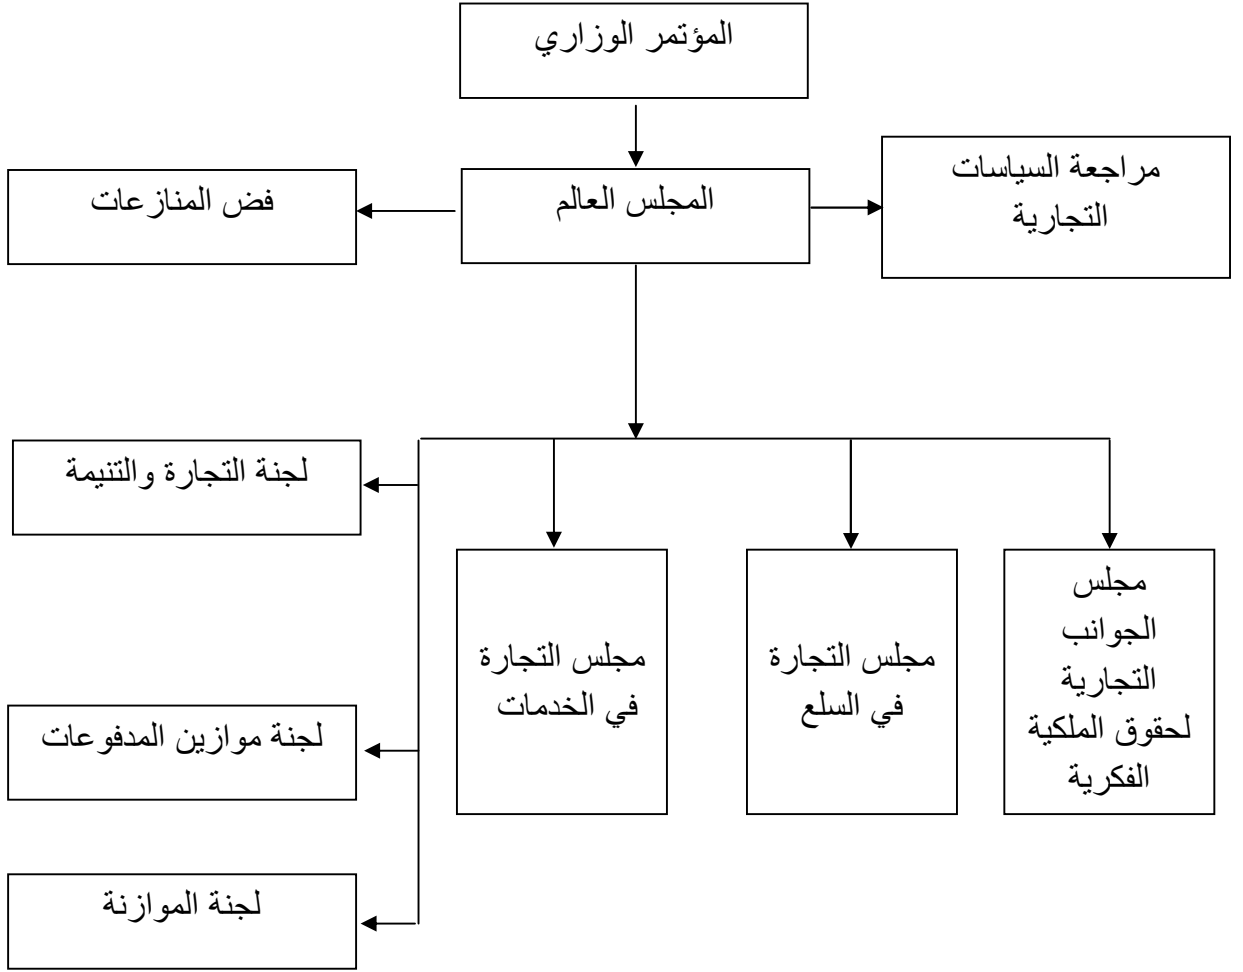 المؤتمر الوزاري
مراجعة السياسات
التجارية
المجلس العالم
فض المنازعات
لجنة التجارة والتنيمة
مجلس
الجوانب
التجارية
لحقوق الملكية
الفكرية
مجلس التجارة
في السلع
مجلس التجارة
في الخدمات
لجنة موازين المدفوعات
لجنة الموازنة